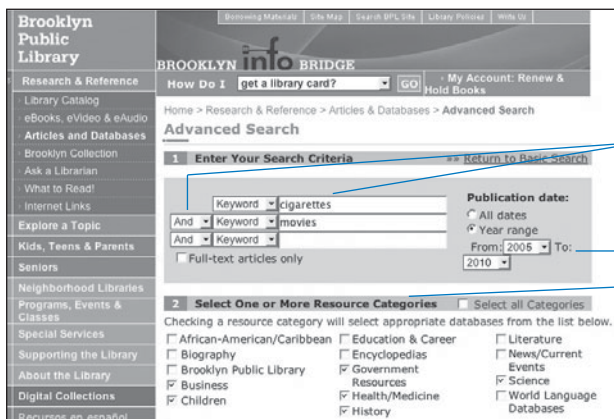 Brooklyn
Public
Library
Borrowing Materials | Site Map | Search BPL Site | Library Policies | Write Us
BROOKLYN info BRIDGE
Research & Reference
Library Catalog
eBooks, eVideo & eAudio
Articles and Databases
Brooklyn Collection
Ask a Librarian
What to Read!
Internet Links
Explore a Topic
Kids, Teens & Parents
Seniors
Neighborhood Libraries
Programs, Events &
Classes
Special Services
Supporting the Library
About the Library
Digital Collections
Recursos en español
How Do I get a library card? GO
My Account: Renew &
Hold Books
Home > Research & Reference > Articles & Databases > Advanced Search
Advanced Search
1 Enter Your Search Criteria »» Return to Basic Search
Keyword cigarettes
And Keyword movies
And Keyword
Full-text articles only
Publication date:
All dates
Year range
From: 2005 To:
2010
2 Select One or More Resource Categories Select all Categories
Checking a resource category will select appropriate databases from the list below.
African-American/Caribbean
Biography
Brooklyn Public Library
Business
Children
Education & Career
Encyclopedias
Government
Resources
Health/Medicine
History
Literature
News/Current
Events
Science
World Language
Databases